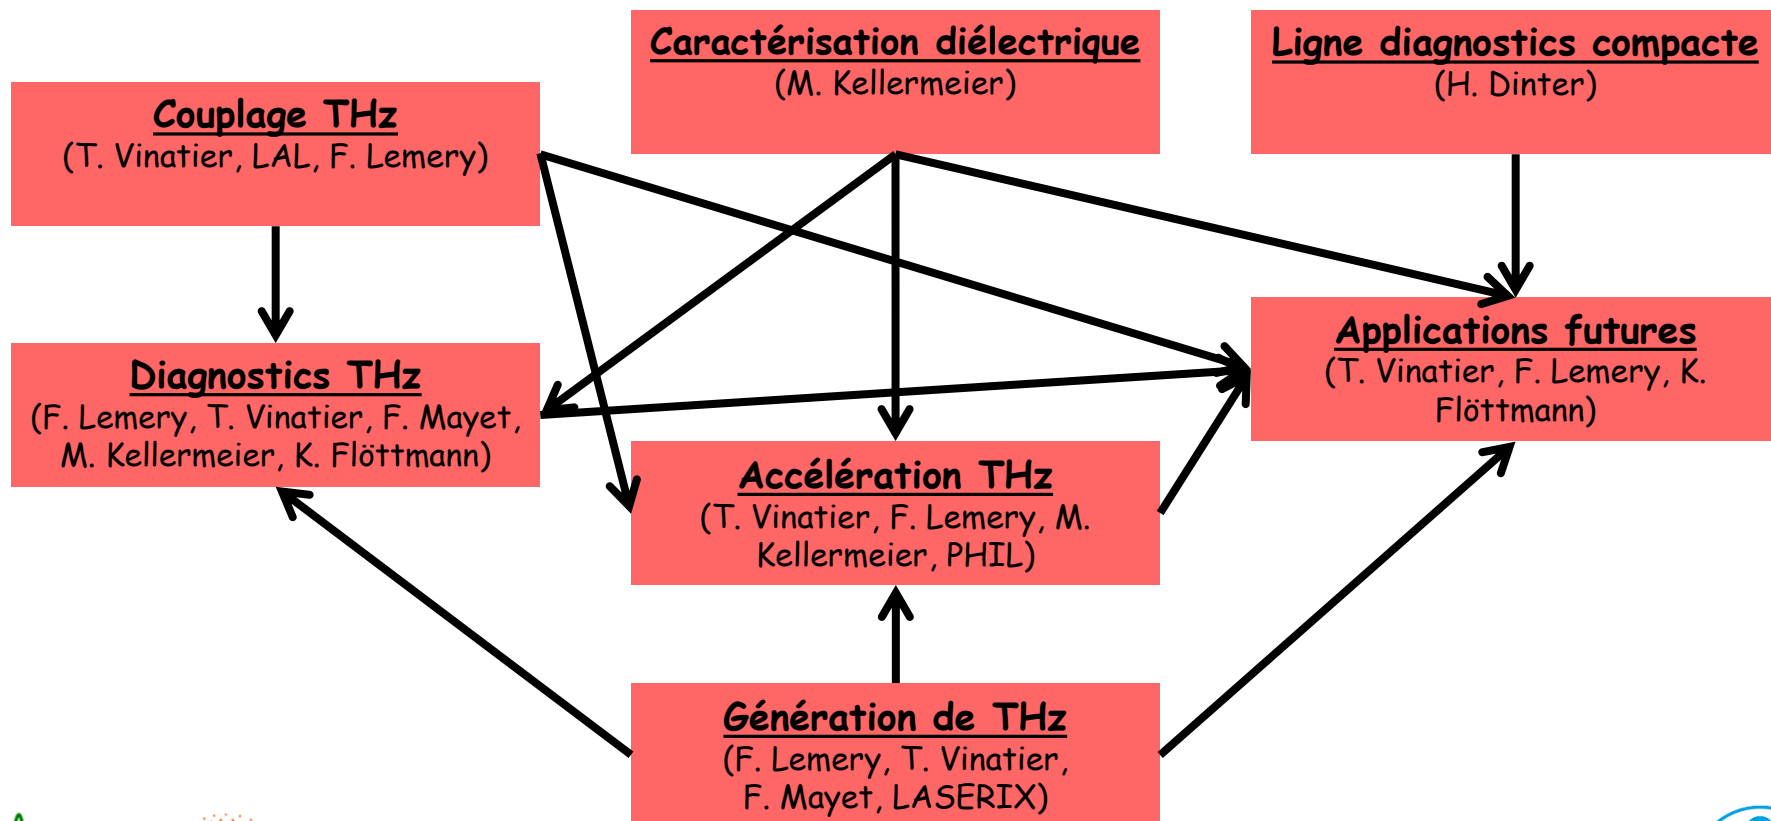 Caractérisation diélectrique
(M. Kellermeier)
Ligne diagnostics compacte
(H. Dinter)
Couplage THz
(T. Vinatier, LAL, F. Lemery)
Applications futures
(T. Vinatier, F. Lemery, K.
Flöttmann)
Diagnostics THz
(F. Lemery, T. Vinatier, F. Mayet,
M. Kellermeier, K. Flöttmann)
Accélération THz
(T. Vinatier, F. Lemery, M.
Kellermeier, PHIL)
Génération de THz
(F. Lemery, T. Vinatier,
F. Mayet, LASERIX)